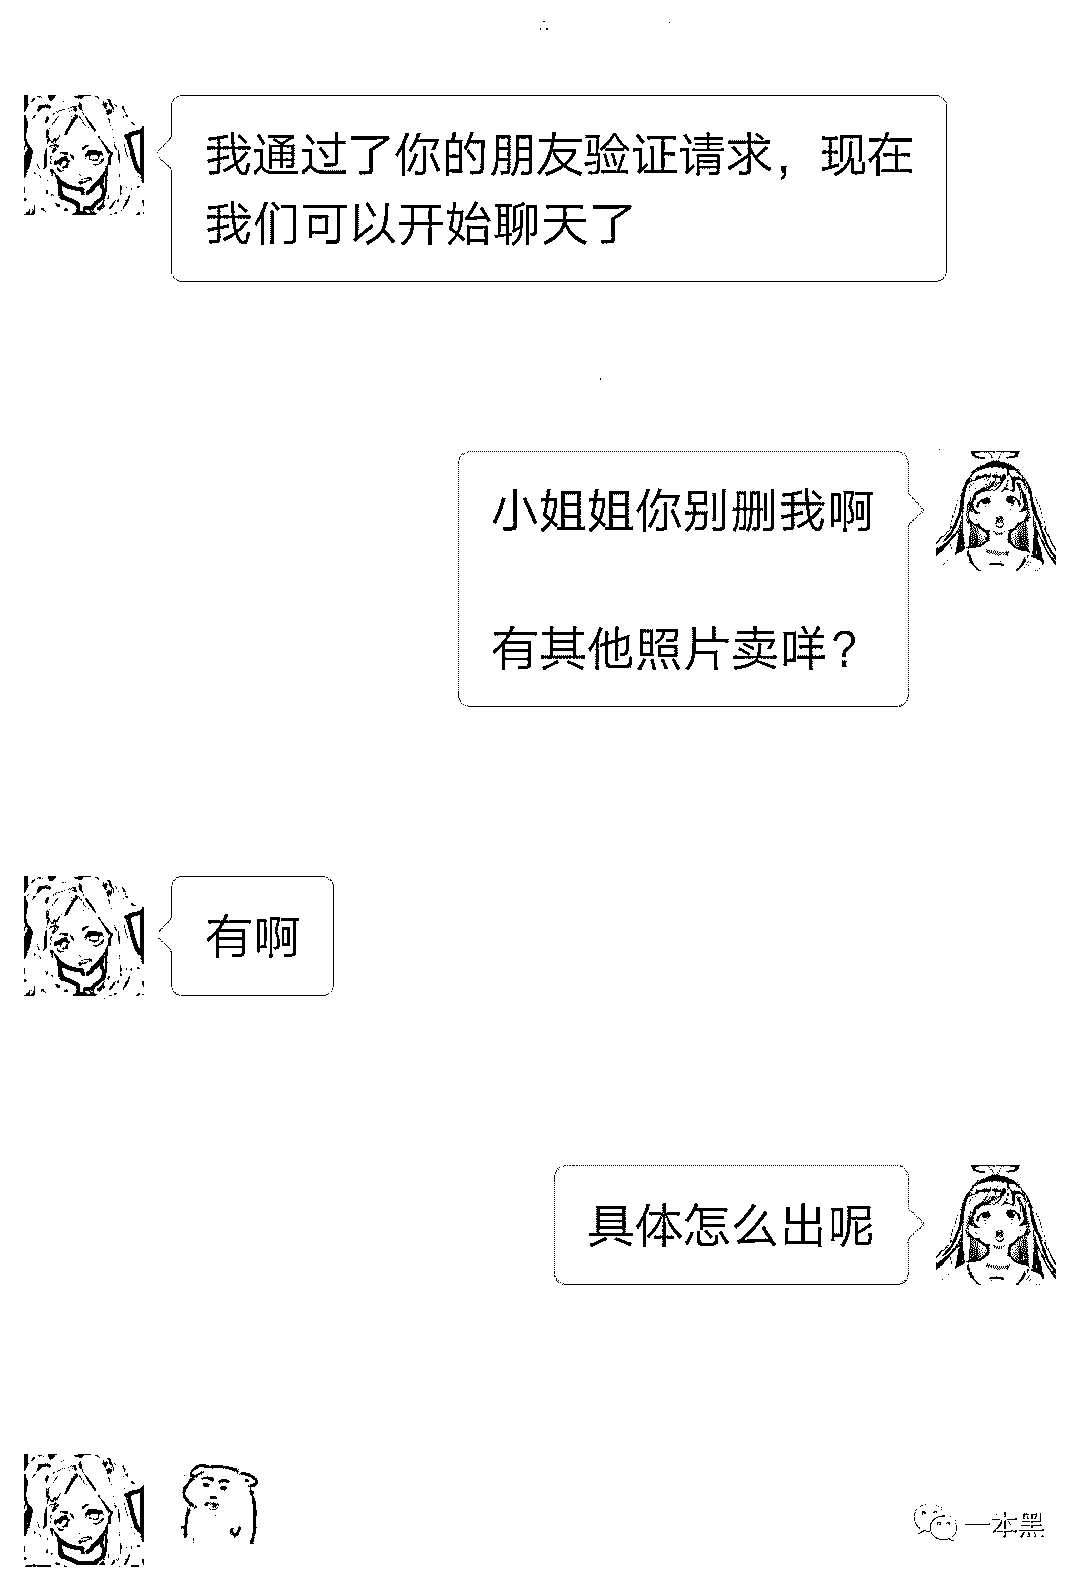 我通过了你的朋友验证请求，现在
我们可以开始聊天了
小姐姐你别删我啊
有其他照片卖咩？
有啊
具体怎么出呢
一本黑